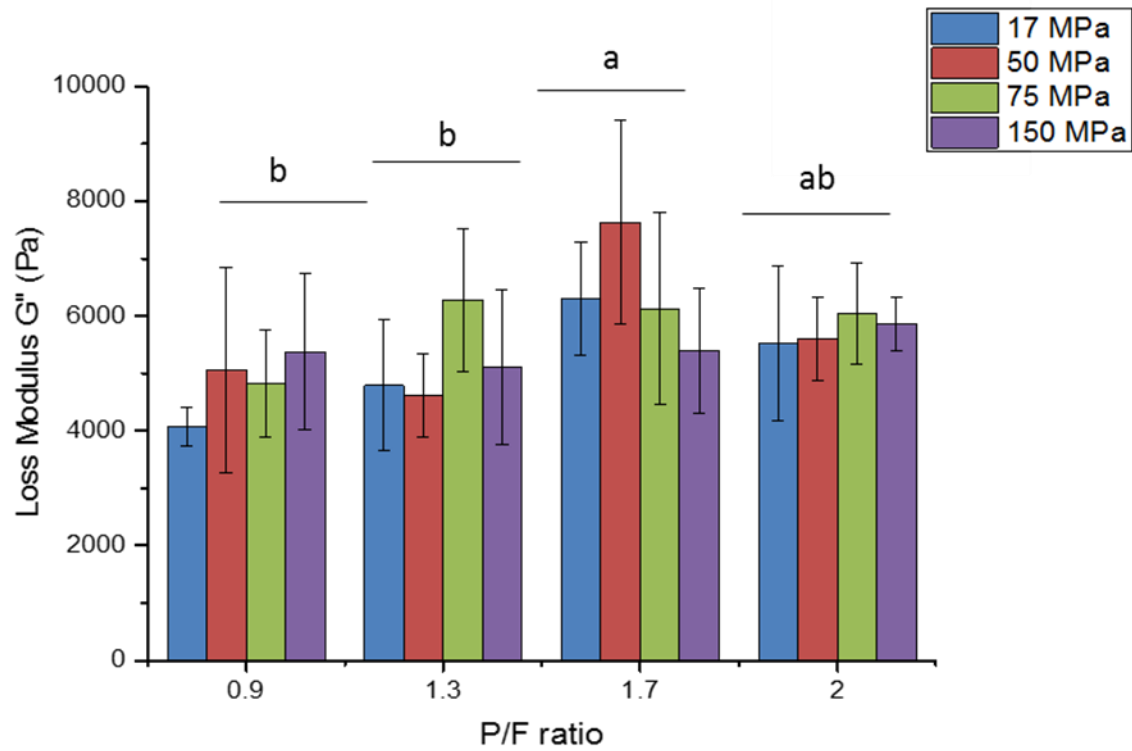 17 MPa
50 MPa
75 MPa
150 MPa
Loss Modulus G" (Pa)
10000
8000
6000
4000
2000
0
b
b
a
ab
0.9
1.3
1.7
2
P/F ratio